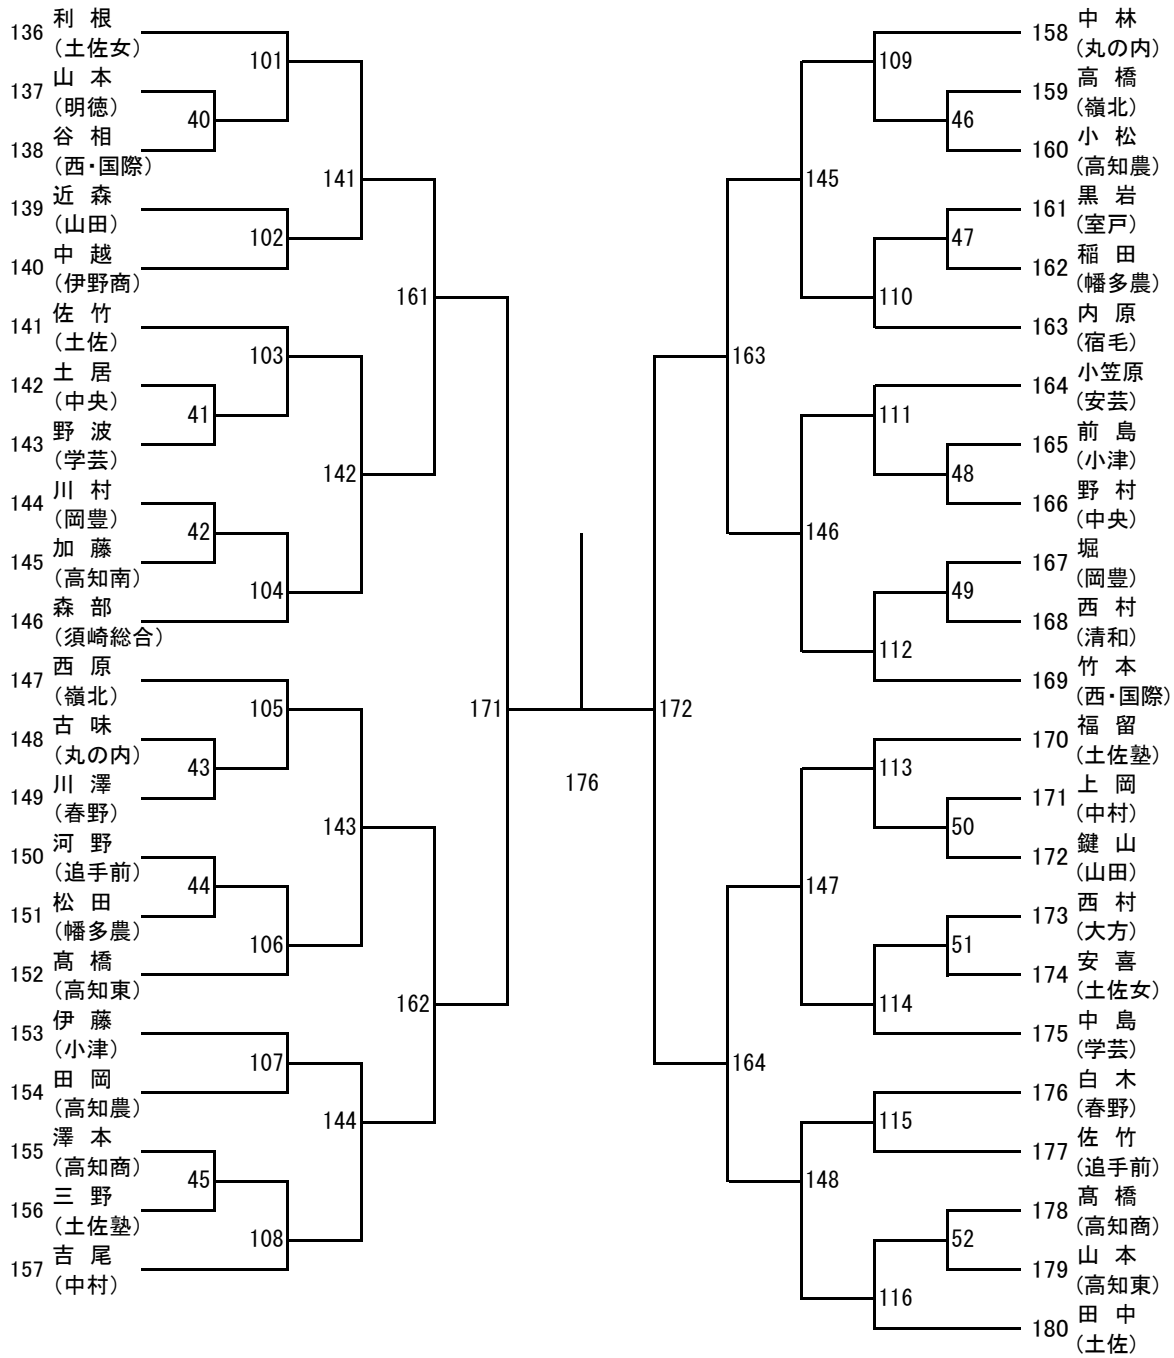 136 利 根
(土佐女)
137 山 本
(明徳)
138 谷 相
(西・国際)
139 近 森
(山田)
140 中 越
(伊野商)
141 佐 竹
(土佐)
142 土 居
(中央)
143 野 波
(学芸)
144 川 村
(岡豊)
145 加 藤
(高知南)
146 森 部
(須崎総合)
147 西 原
(嶺北)
148 古 味
(丸の内)
149 川 澤
(春野)
150 河 野
(追手前)
151 松 田
(幡多農)
152 髙 橋
(高知東)
153 伊 藤
(小津)
154 田 岡
(高知農)
155 澤 本
(高知商)
156 三 野
(土佐塾)
157 吉 尾
(中村)
40
41
42
43
44
45
101
102
103
104
105
106
107
108
141
142
143
144
161
162
171
176
172
163
164
145
146
147
148
109
110
111
112
113
114
115
116
46
47
48
49
50
51
52
158 中 林
(丸の内)
159 高 橋
(嶺北)
160 小 松
(高知農)
161 黒 岩
(室戸)
162 稲 田
(幡多農)
163 内 原
(宿毛)
164 小笠原
(安芸)
165 前 島
(小津)
166 野 村
(中央)
167 堀
(岡豊)
168 西 村
(清和)
169 竹 本
(西・国際)
170 福 留
(土佐塾)
171 上 岡
(中村)
172 鍵 山
(山田)
173 西 村
(大方)
174 安 喜
(土佐女)
175 中 島
(学芸)
176 白 木
(春野)
177 佐 竹
(追手前)
178 髙 橋
(高知商)
179 山 本
(高知東)
180 田 中
(土佐)